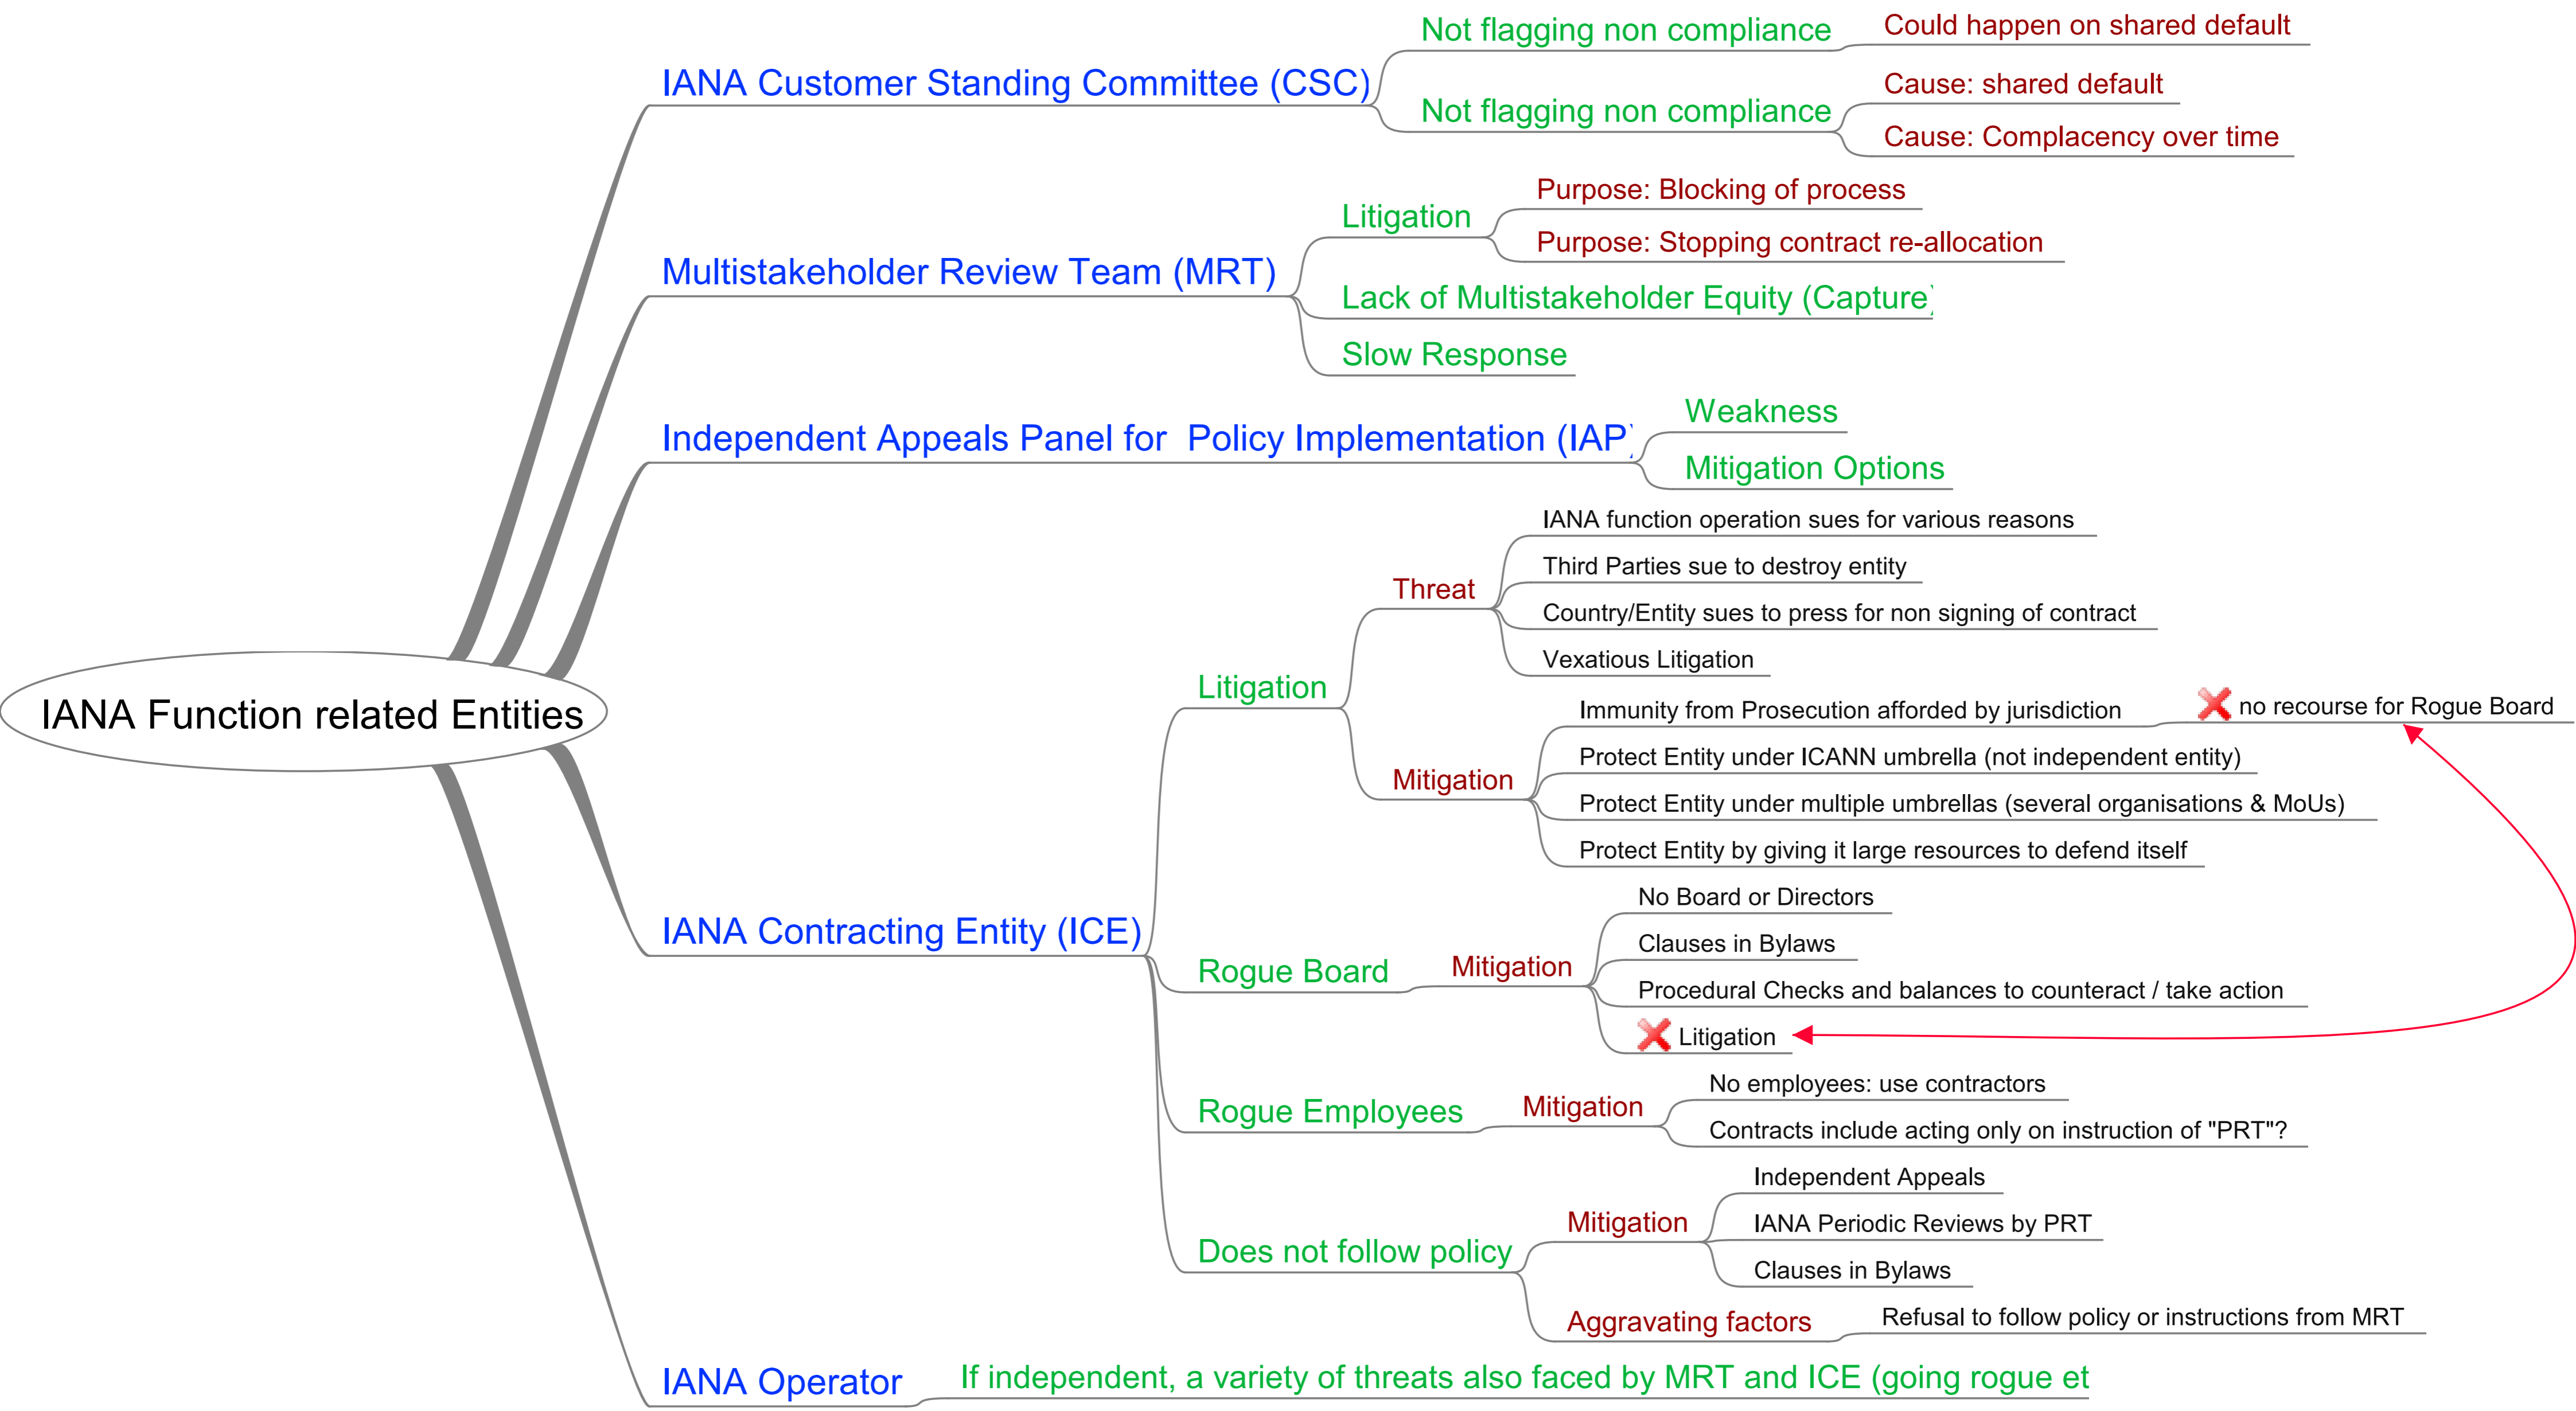 IANA Function related Entities
IANA Customer Standing Committee (CSC)
Not flagging non compliance
Could happen on shared default
Not flagging non compliance
Cause: shared default
Cause: Complacency over time
Multistakeholder Review Team (MRT)
Litigation
Purpose: Blocking of process
Purpose: Stopping contract re-allocation
Lack of Multistakeholder Equity (Capture)
Slow Response
Independent Appeals Panel for Policy Implementation (IAP)
Weakness
Mitigation Options
IANA Contracting Entity (ICE)
Litigation
Threat
IANA function operation sues for various reasons
Third Parties sue to destroy entity
Country/Entity sues to press for non signing of contract
Vexatious Litigation
Mitigation
Immunity from Prosecution afforded by jurisdiction
no recourse for Rogue Board
Protect Entity under ICANN umbrella (not independent entity)
Protect Entity under multiple umbrellas (several organisations & MoUs)
Protect Entity by giving it large resources to defend itself
Rogue Board
Mitigation
No Board or Directors
Clauses in Bylaws
Procedural Checks and balances to counteract / take action
Litigation
Rogue Employees
Mitigation
No employees: use contractors
Contracts include acting only on instruction of "PRT"?
Does not follow policy
Mitigation
Independent Appeals
IANA Periodic Reviews by PRT
Clauses in Bylaws
Aggravating factors
Refusal to follow policy or instructions from MRT
IANA Operator
If independent, a variety of threats also faced by MRT and ICE (going rogue et